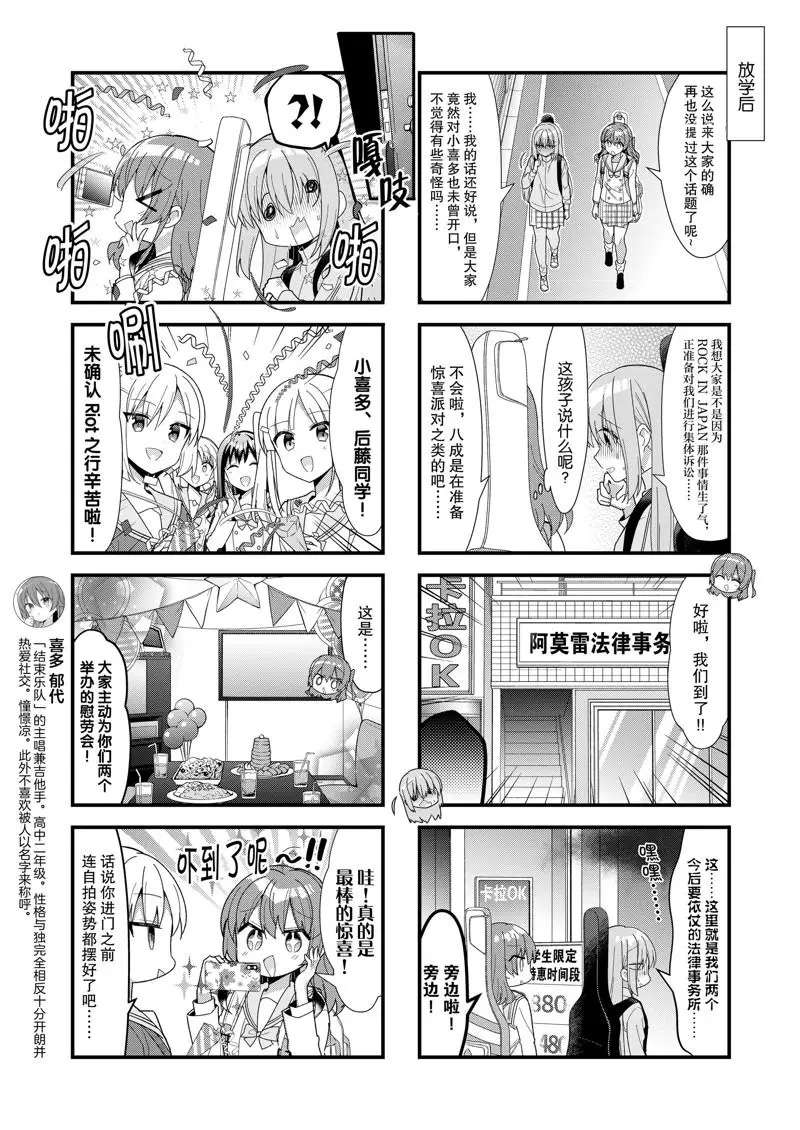 放学后
这么说来大家的确
再也没提过这个话题了呢~
我……我的话还好说，但是大家
竟然对小喜多也未曾开口，
不觉得有些奇怪吗……
我想大家是不是因为
ROCK IN JAPAN 那件事情生了气，
正准备对我们进行集体诉讼……
这孩子说什么呢？
不会啦，八成是在准备
惊喜派对之类的吧……
好啦，我们到了!!
卡拉OK
阿莫雷法律事务
这……这里就是我们两个
今后要依仗的法律事务所……
嘿嘿……
卡拉OK
学生限定
特惠时间段
380
480
旁边啦！
旁边！
嘎吱
?!
啪
啪
啪
唰
小喜多、后藤同学！
未确认 Riot 之行辛苦啦！
这是……
大家主动为你们两个
举办的慰劳会！
哇！真的是
最棒的惊喜！
吓到了呢~!!
话说你进门之前
连自拍姿势都摆好了吧……
喜多 郁代
「结束乐队」的主唱兼吉他手。高中二年级。性格与独完全相反十分开朗并
热爱社交。憧憬凉。此外不喜欢被人以名字来称呼。